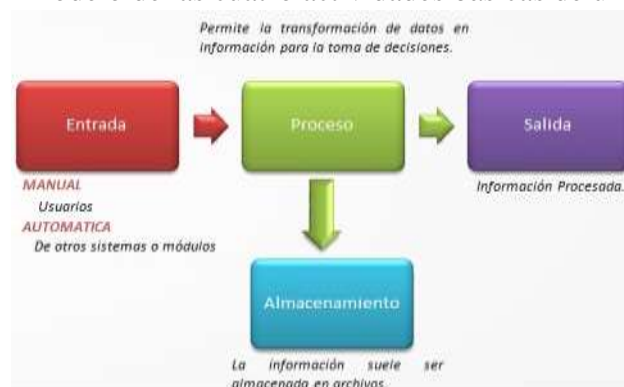 Permite la transformación de datos en
información para la toma de decisiones.
Entrada
Proceso
Salida
MANUAL
Usuarios
AUTOMATICA
De otros sistemas o módulos
Información Procesada.
Almacenamiento
La información suele ser
almacenada en archivos.